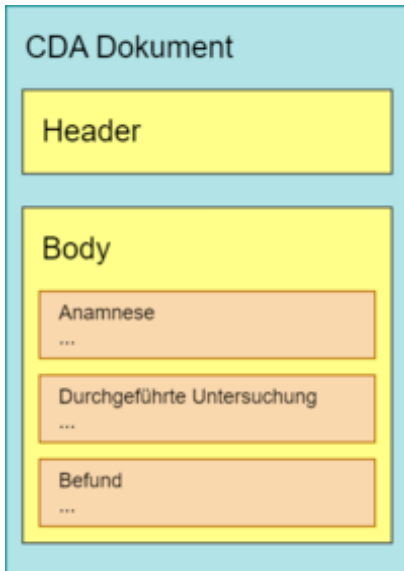 CDA Dokument
Header
Body
Anamnese
...
Durchgeführte Untersuchung
...
Befund
...